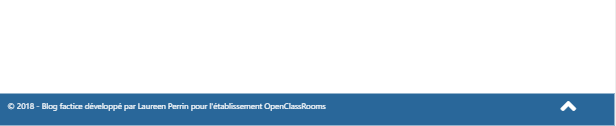 © 2018 - Blog factice développé par Laureen Perrin pour l'établissement OpenClassRooms